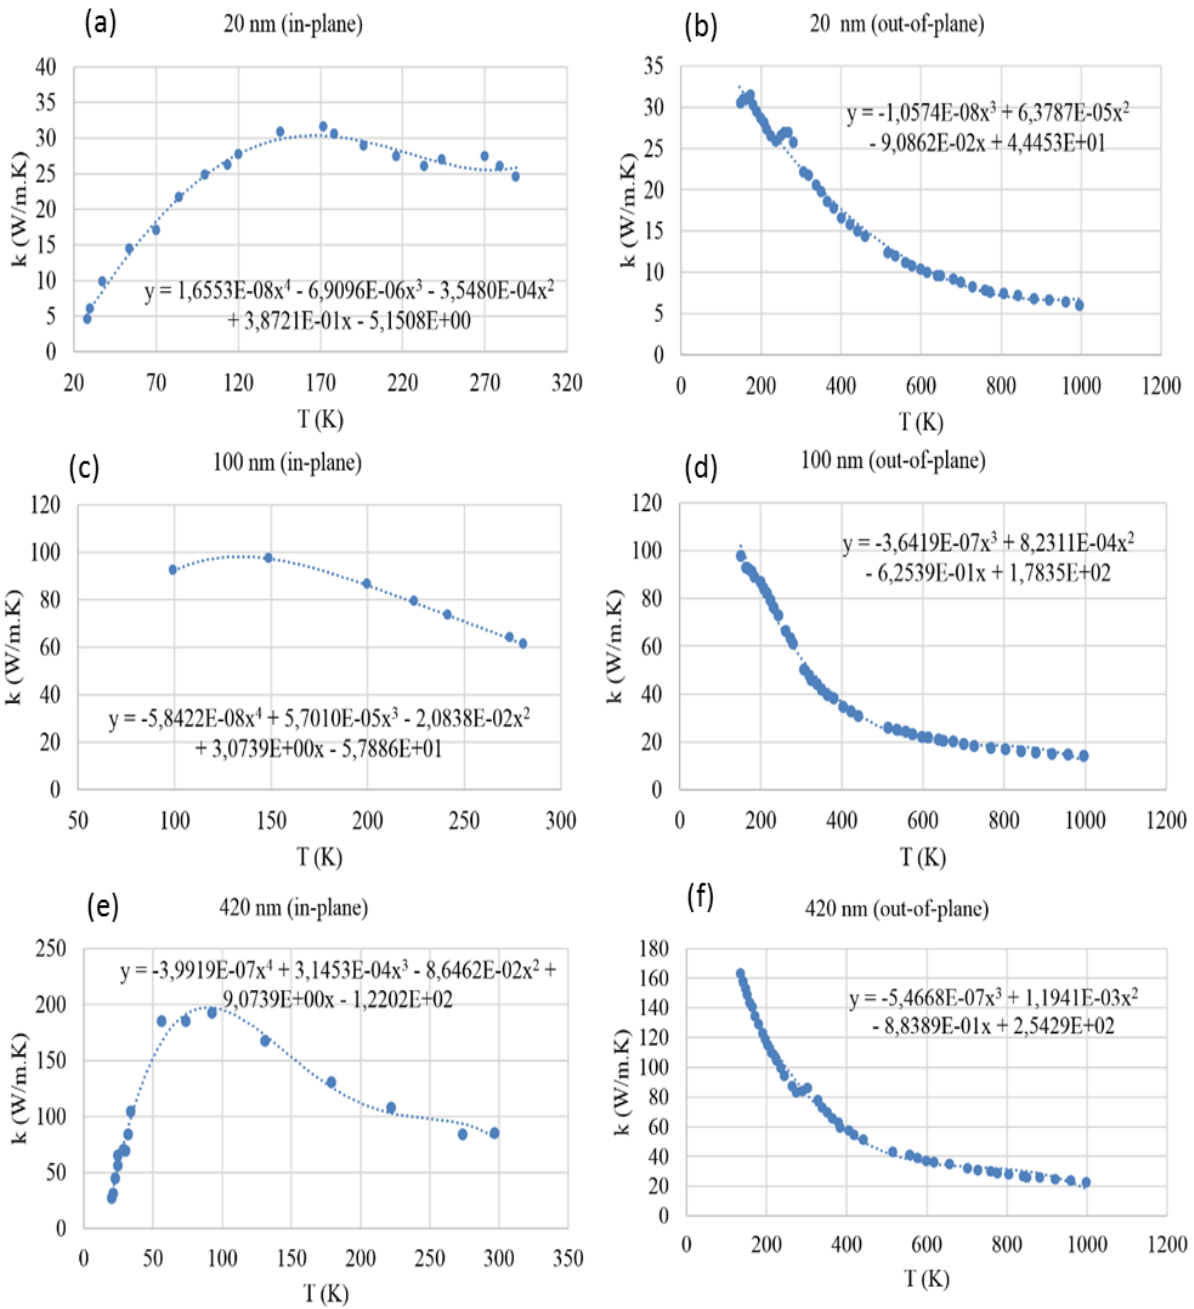 (a)
20 nm (in-plane)
40
35
30
25
20
15
10
5
0
k (W/m.K)
y = 1,6553E-08x⁴ - 6,9096E-06x³ - 3,5480E-04x²
+ 3,8721E-01x - 5,1508E+00
20 70 120 170 220 270 320
T (K)
(b)
20 nm (out-of-plane)
35
30
25
20
15
10
5
0
k (W/m.K)
y = -1,0574E-08x³ + 6,3787E-05x²
- 9,0862E-02x + 4,4453E+01
0 200 400 600 800 1000 1200
T (K)
(c)
100 nm (in-plane)
120
100
80
60
40
20
0
k (W/m.K)
y = -5,8422E-08x⁴ + 5,7010E-05x³ - 2,0838E-02x²
+ 3,0739E+00x - 5,7886E+01
50 100 150 200 250 300
T (K)
(d)
100 nm (out-of-plane)
120
100
80
60
40
20
0
k (W/m.K)
y = -3,6419E-07x³ + 8,2311E-04x²
- 6,2539E-01x + 1,7835E+02
0 200 400 600 800 1000 1200
T (K)
(e)
420 nm (in-plane)
250
200
150
100
50
0
k (W/m.K)
y = -3,9919E-07x⁴ + 3,1453E-04x³ - 8,6462E-02x² +
9,0739E+00x - 1,2202E+02
0 50 100 150 200 250 300 350
T (K)
(f)
420 nm (out-of-plane)
180
160
140
120
100
80
60
40
20
0
k (W/m.K)
y = -5,4668E-07x³ + 1,1941E-03x²
- 8,8389E-01x + 2,5429E+02
0 200 400 600 800 1000 1200
T (K)